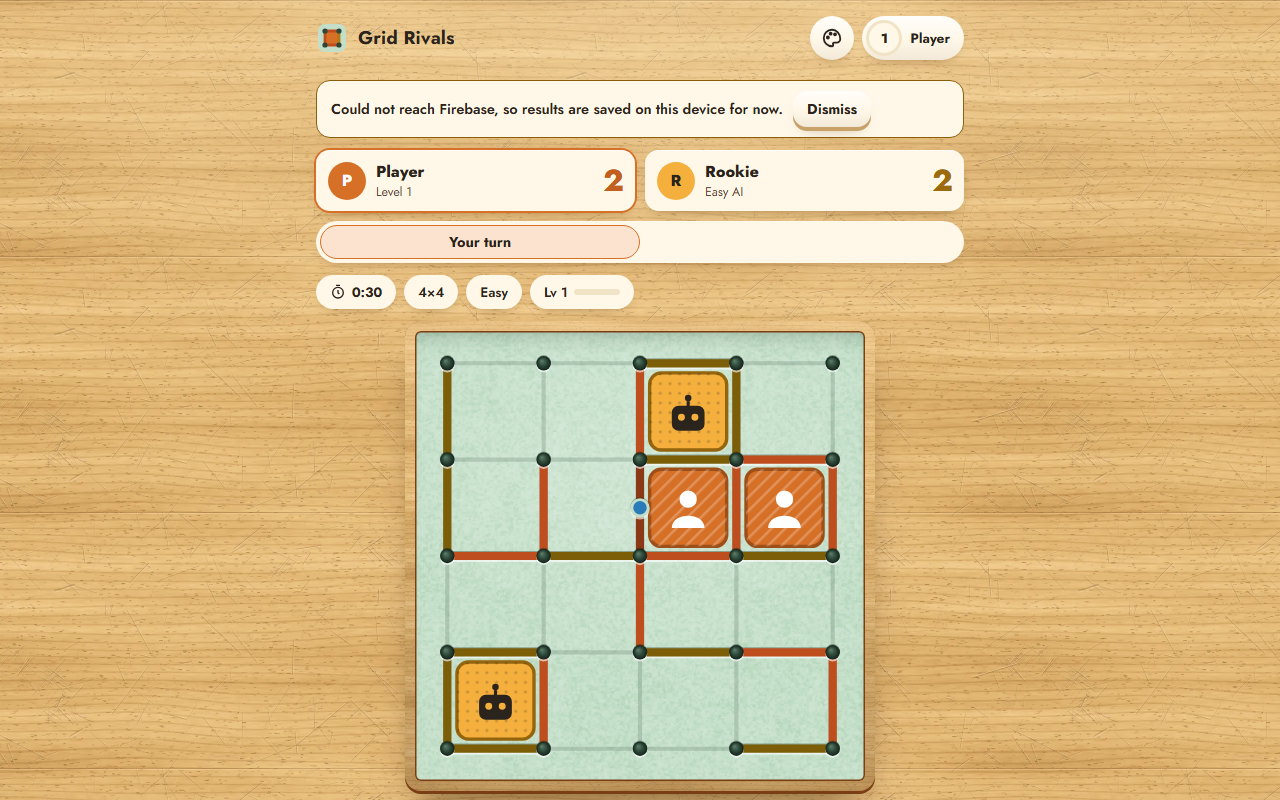 Grid Rivals
1 Player
Could not reach Firebase, so results are saved on this device for now. Dismiss
P Player 2
Level 1
R Rookie 2
Easy AI
Your turn
0:30 4×4 Easy Lv 1